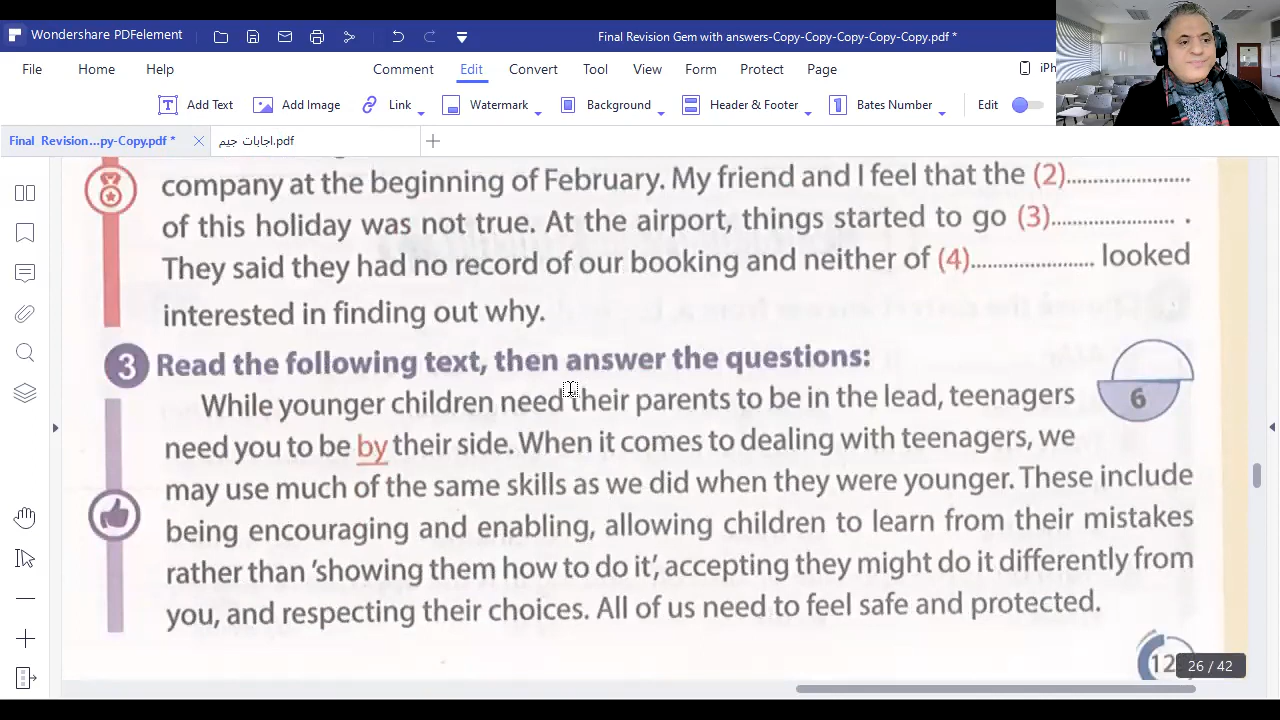 Wondershare PDFelement
Final Revision Gem with answers-Copy-Copy-Copy-Copy-Copy.pdf *
File Home Help Comment Edit Convert Tool View Form Protect Page iPh
Add Text Add Image Link Watermark Background Header & Footer Bates Number Edit
Final Revision...py-Copy.pdf * اجابات جيم.pdf
company at the beginning of February. My friend and I feel that the (2)......................
of this holiday was not true. At the airport, things started to go (3)...................... .
They said they had no record of our booking and neither of (4)...................... looked
interested in finding out why.
3 Read the following text, then answer the questions:
While younger children need their parents to be in the lead, teenagers
6
need you to be by their side. When it comes to dealing with teenagers, we
may use much of the same skills as we did when they were younger. These include
being encouraging and enabling, allowing children to learn from their mistakes
rather than 'showing them how to do it', accepting they might do it differently from
you, and respecting their choices. All of us need to feel safe and protected.
26 / 42